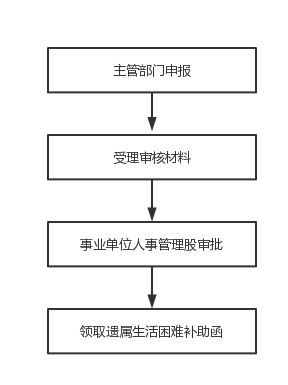 主管部门申报
受理审核材料
事业单位人事管理股审批
领取遗属生活困难补助函